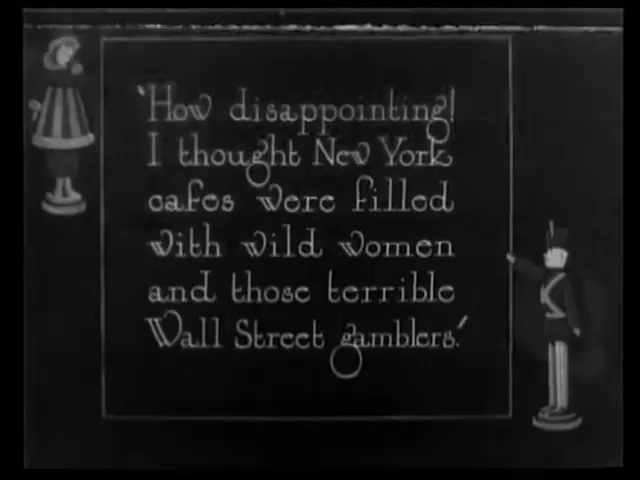 'How disappointing!
I thought New York
cafes were filled
with wild women
and those terrible
Wall Street gamblers.'